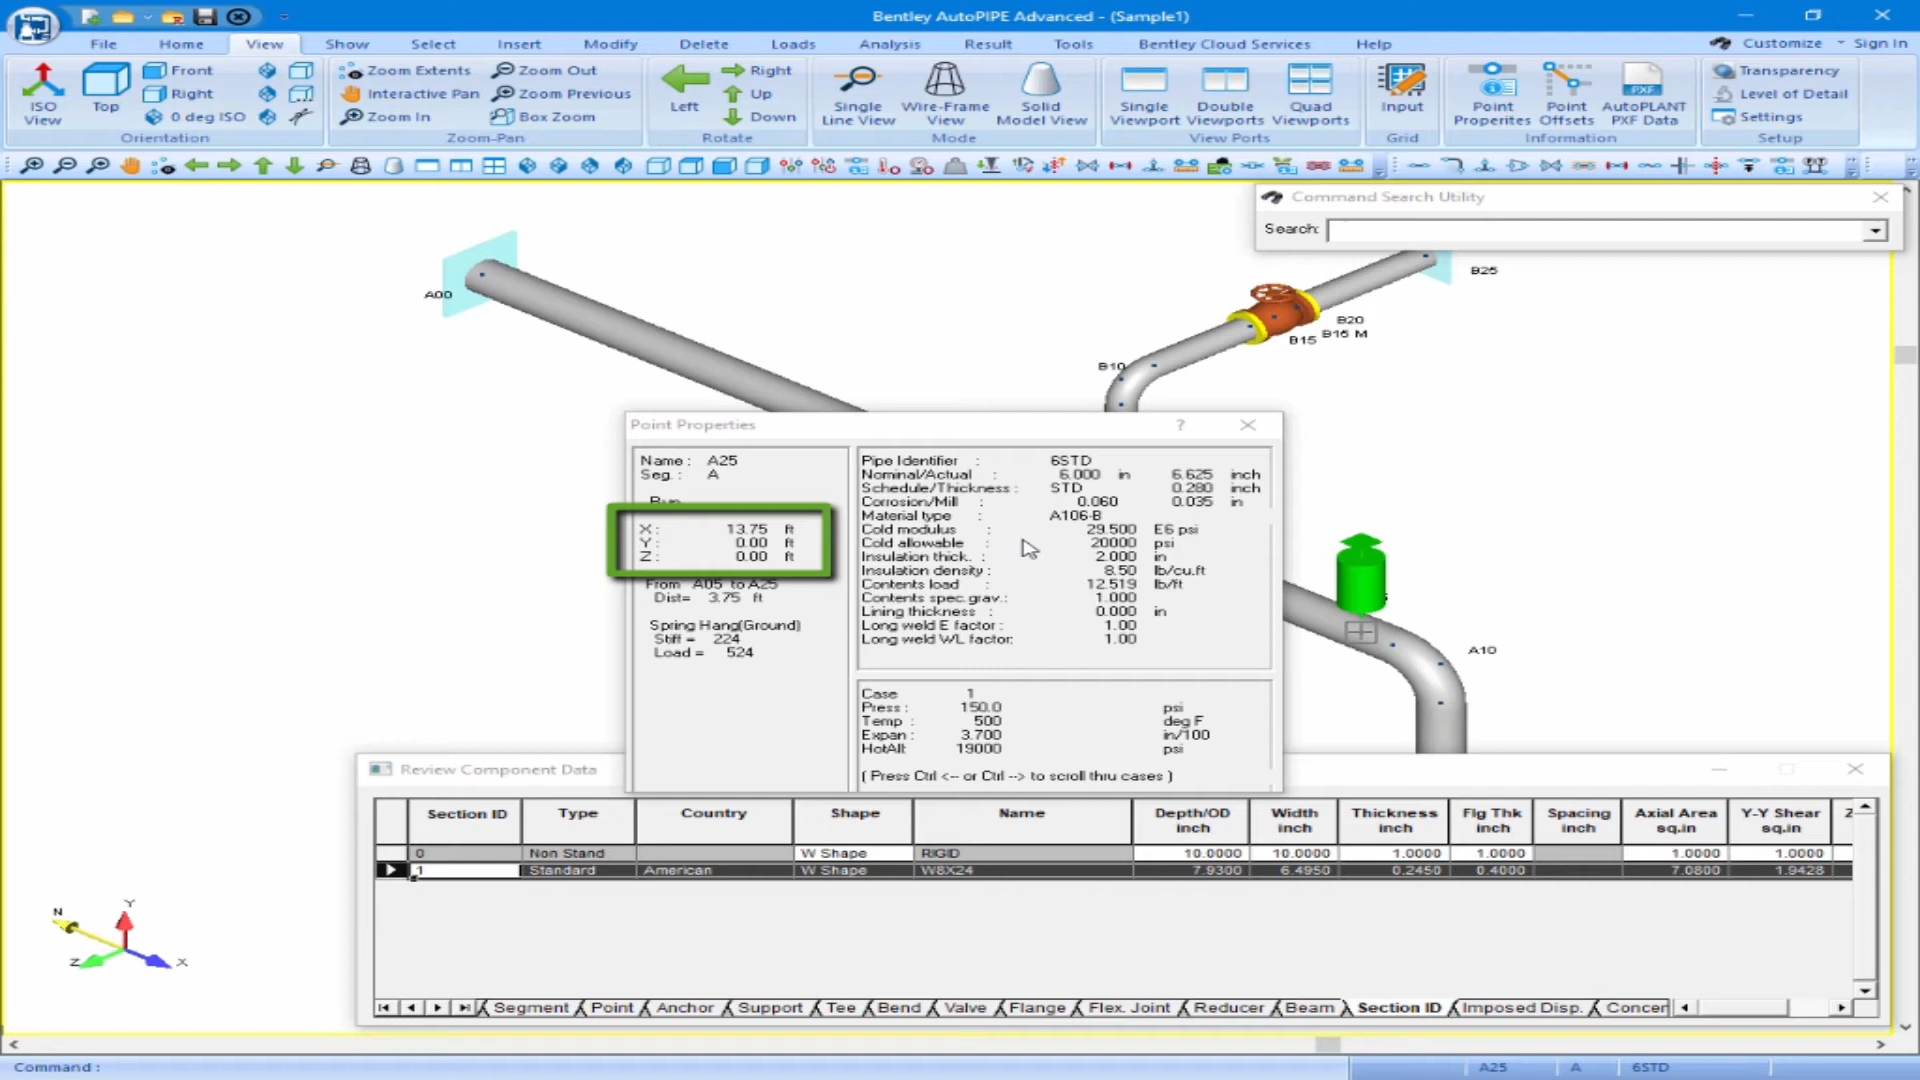 Bentley AutoPIPE Advanced - (Sample1)
File Home View Show Select Insert Modify Delete Loads Analysis Result Tools Bentley Cloud Services Help Customize Sign In
ISO View
Top
Front
Right
0 deg ISO
Orientation
Zoom Extents
Interactive Pan
Zoom In
Zoom Out
Zoom Previous
Box Zoom
Zoom-Pan
Left
Right
Up
Down
Rotate
Single Line View
Wire-Frame View
Solid Model View
Mode
Single Viewport
Double Viewports
Quad Viewports
View Ports
Input
Grid
Point Properites
Point Offsets
PXF
AutoPLANT PXF Data
Information
Transparency
Level of Detail
Settings
Setup
Command Search Utility
Search:
A00
B25
B20
B16 M
B15
B10
A10
Point Properties ?
Name : A25
Seg. : A
X : 13.75 ft
Y : 0.00 ft
Z : 0.00 ft
From A05 to A25
Dist= 3.75 ft
Spring Hang(Ground)
Stiff = 224
Load = 524
Pipe Identifier : 6STD
Nominal/Actual : 6.000 in 6.625 inch
Schedule/Thickness : STD 0.280 inch
Corrosion/Mill : 0.060 0.035 in
Material type : A106-B
Cold modulus : 29.500 E6 psi
Cold allowable : 20000 psi
Insulation thick. : 2.000 in
Insulation density : 8.50 lb/cu.ft
Contents load : 12.519 lb/ft
Contents spec.grav.: 1.000
Lining thickness : 0.000 in
Long weld E factor : 1.00
Long weld WL factor: 1.00
Case 1
Press : 150.0 psi
Temp : 500 deg F
Expan : 3.700 in/100
HotAll: 19000 psi
( Press Ctrl <-- or Ctrl --> to scroll thru cases )
Review Component Data
Section ID Type Country Shape Name Depth/OD inch Width inch Thickness inch Flg Thk inch Spacing inch Axial Area sq.in Y-Y Shear sq.in Z
0 Non Stand W Shape RIGID 10.0000 10.0000 1.0000 1.0000 1.0000 1.0000
1 Standard American W Shape W8X24 7.9300 6.4950 0.2450 0.4000 7.0800 1.9428
Segment Point Anchor Support Tee Bend Valve Flange Flex. Joint Reducer Beam Section ID Imposed Disp. Concer
N
Y
Z
X
Command : A25 A 6STD